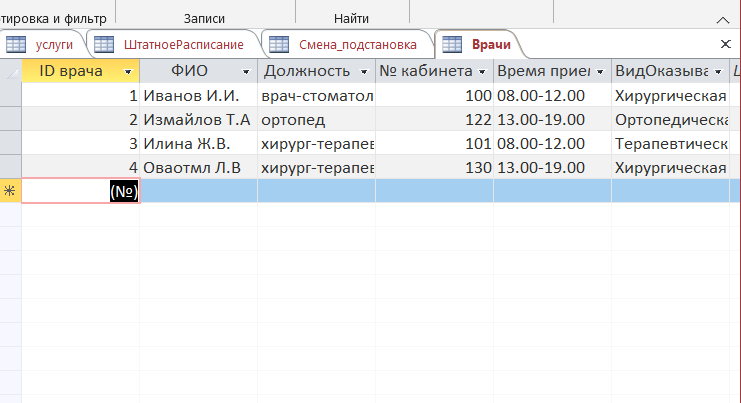 тировка и фильтр Записи Найти
услуги ШтатноеРасписание Смена_подстановка Врачи
ID врача ФИО Должность № кабинета Время прием ВидОказыва
1 Иванов И.И. врач-стоматол 100 08.00-12.00 Хирургическая
2 Измайлов Т.А ортопед 122 13.00-19.00 Ортопедическа
3 Илина Ж.В. хирург-терапев 101 08.00-12.00 Терапевтическ
4 Оваотмл Л.В хирург-терапев 130 13.00-19.00 Хирургическая
(№)